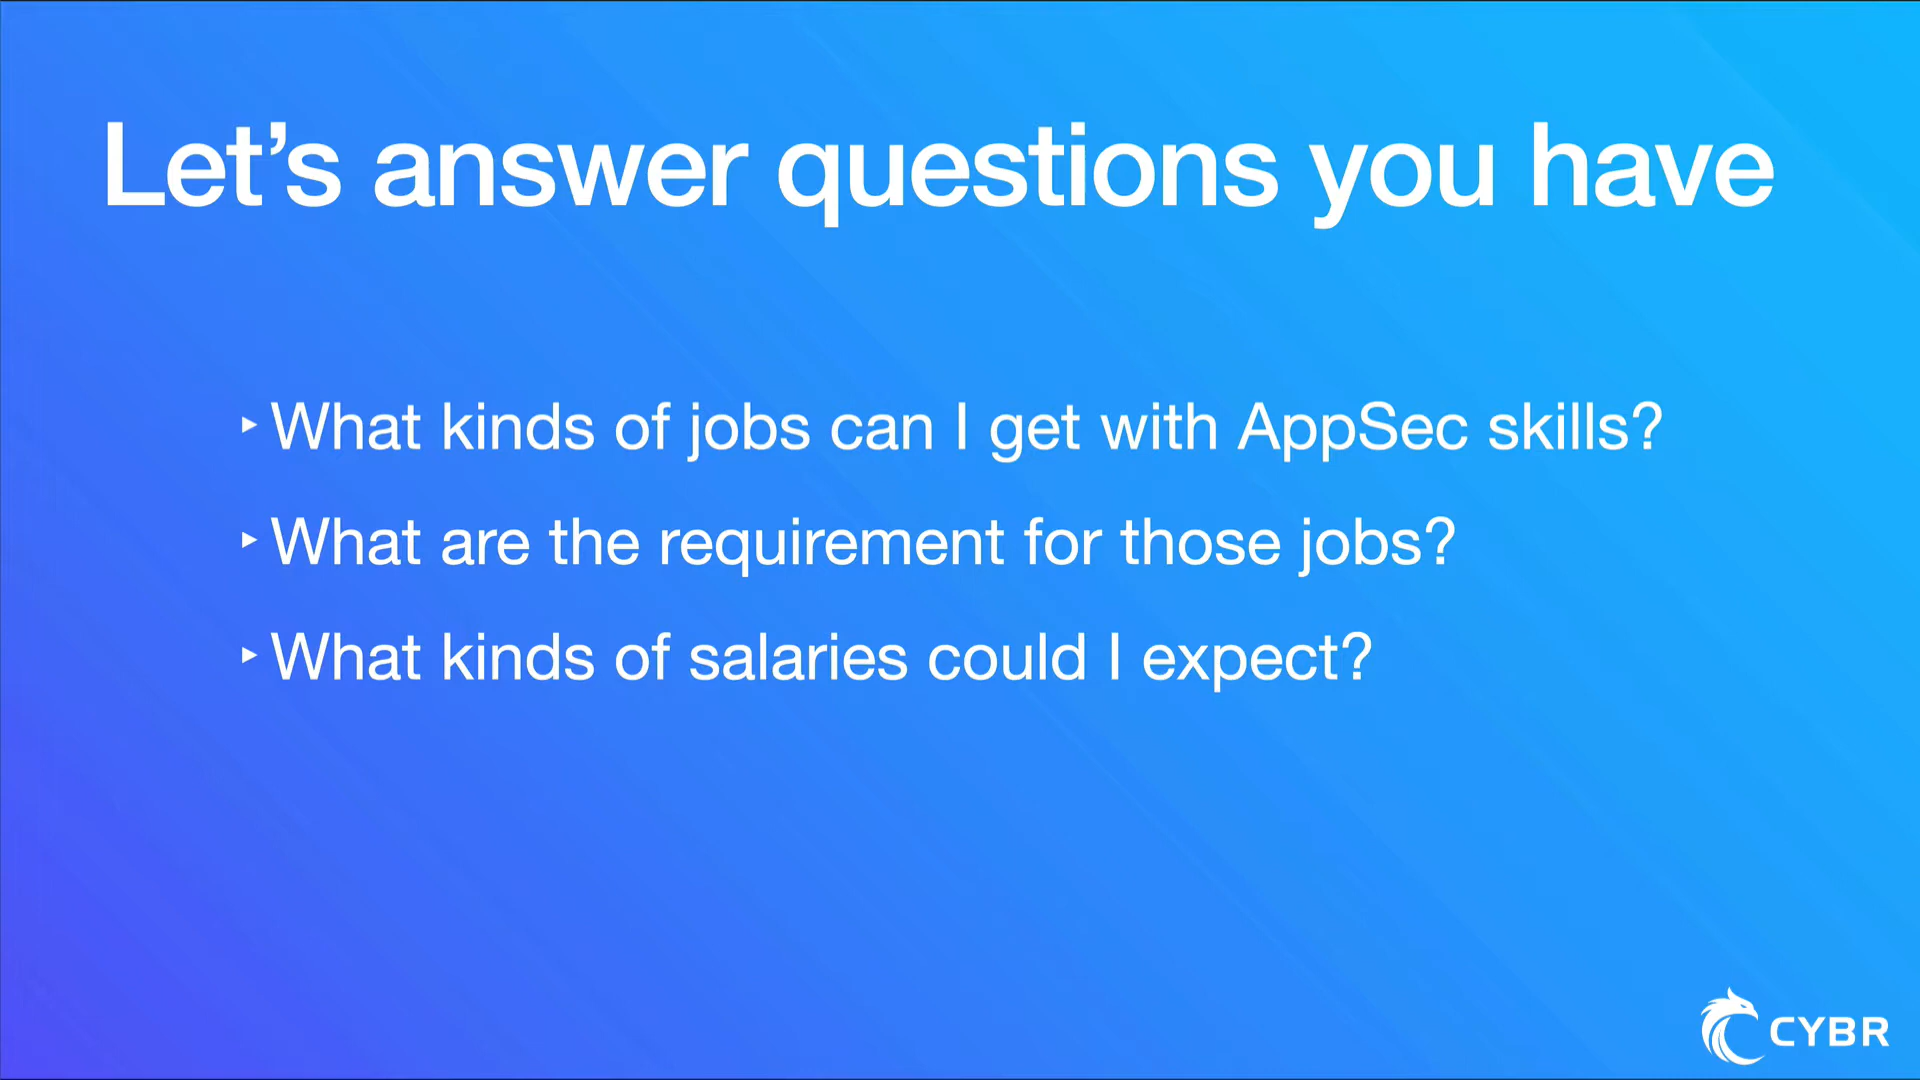 Let’s answer questions you have
‣ What kinds of jobs can I get with AppSec skills?
‣ What are the requirement for those jobs?
‣ What kinds of salaries could I expect?
CYBR